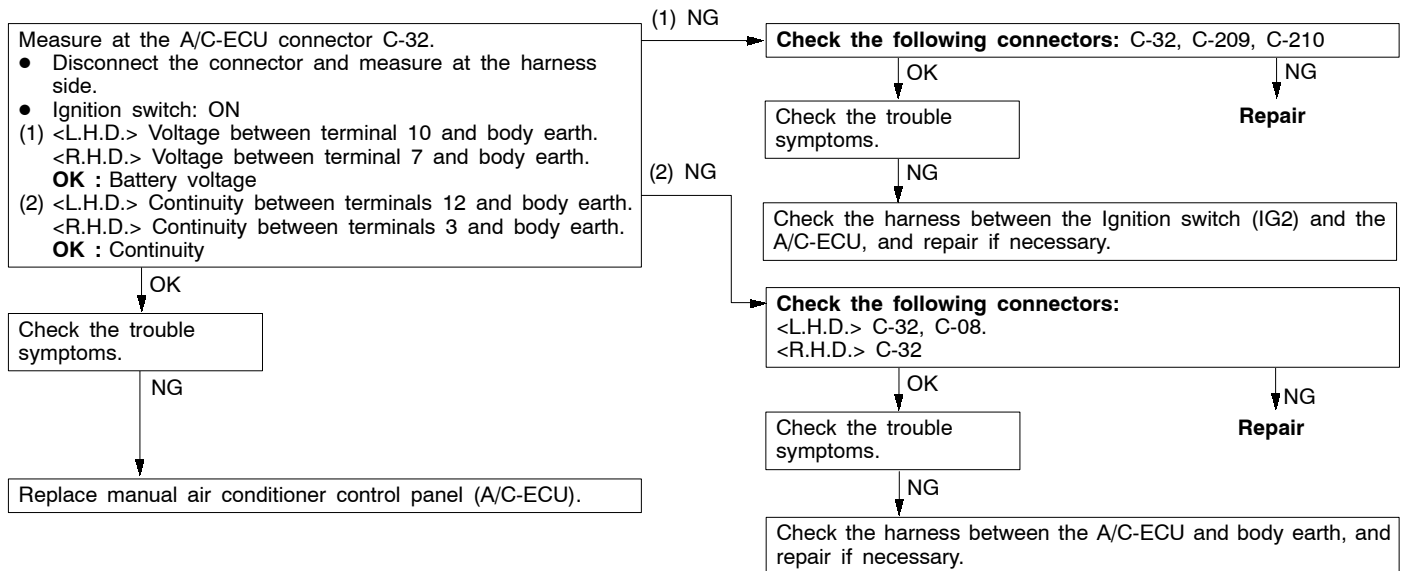 Measure at the A/C-ECU connector C-32.
● Disconnect the connector and measure at the harness
side.
● Ignition switch: ON
(1) <L.H.D.> Voltage between terminal 10 and body earth.
<R.H.D.> Voltage between terminal 7 and body earth.
OK : Battery voltage
(2) <L.H.D.> Continuity between terminals 12 and body earth.
<R.H.D.> Continuity between terminals 3 and body earth.
OK : Continuity
OK
Check the trouble
symptoms.
NG
Replace manual air conditioner control panel (A/C-ECU).
(1) NG
Check the following connectors: C-32, C-209, C-210
OK
NG
Check the trouble
symptoms.
Repair
NG
Check the harness between the Ignition switch (IG2) and the
A/C-ECU, and repair if necessary.
(2) NG
Check the following connectors:
<L.H.D.> C-32, C-08.
<R.H.D.> C-32
OK
NG
Check the trouble
symptoms.
Repair
NG
Check the harness between the A/C-ECU and body earth, and
repair if necessary.